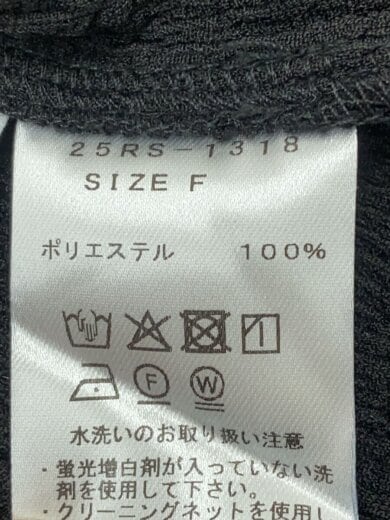 25RS-1318
SIZE F
ポリエステル 100%
F W
水洗いのお取り扱い注意
・蛍光増白剤が入っていない洗
剤を使用して下さい。
・クリーニングネットを使用し